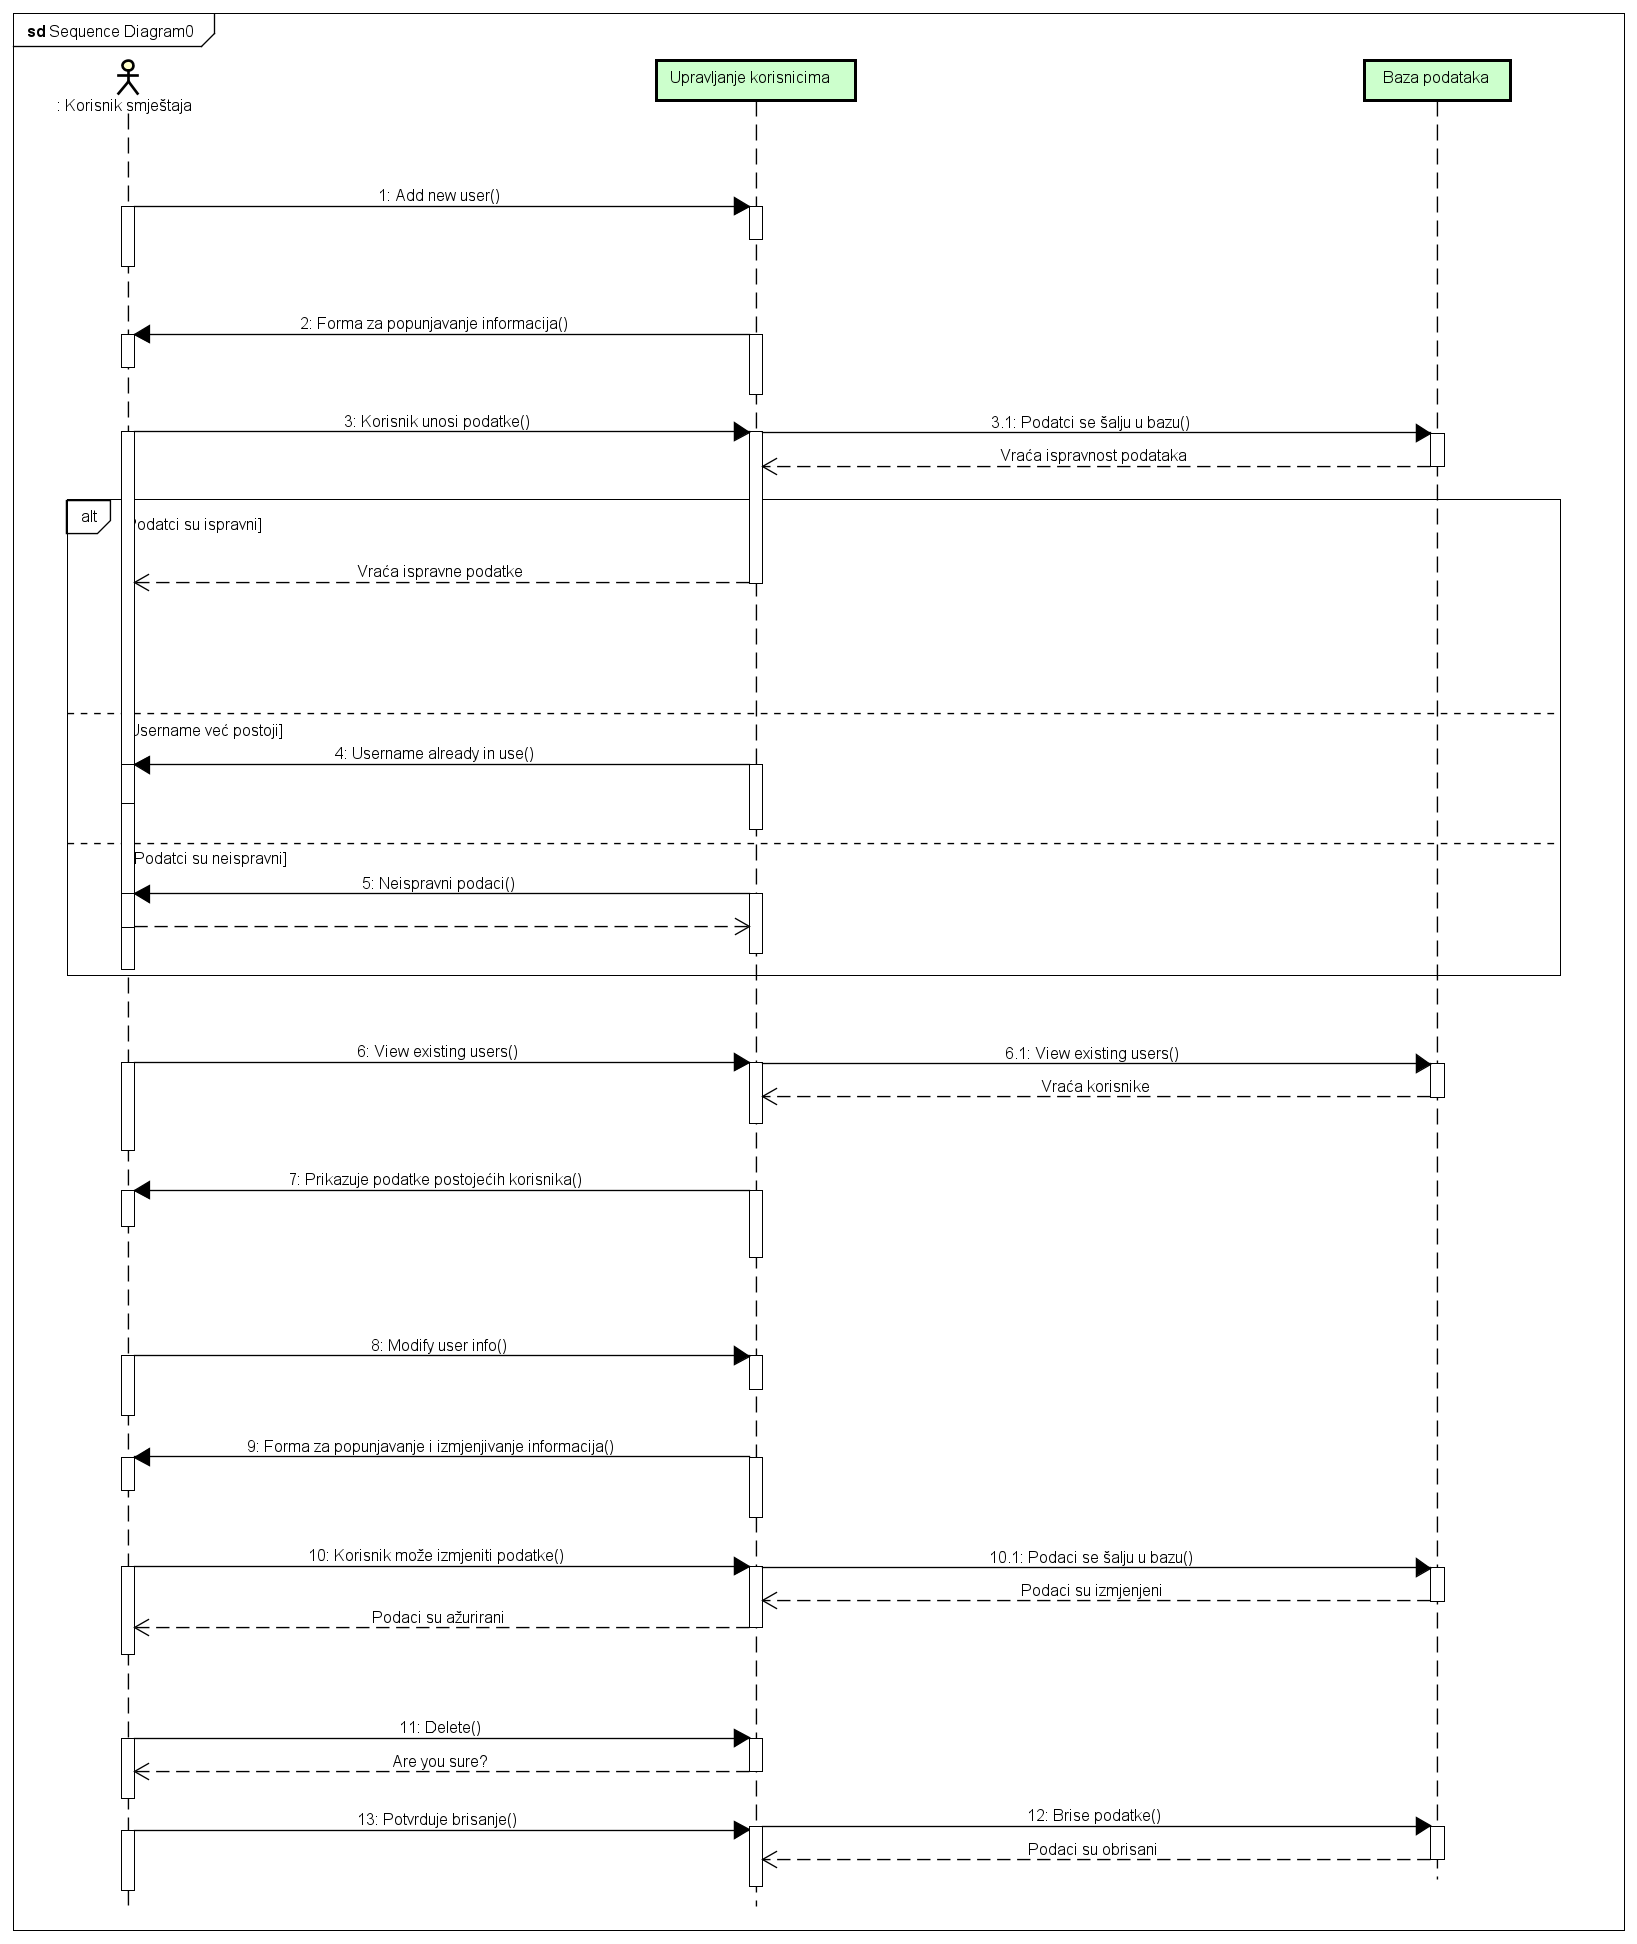 sd Sequence Diagram0
: Korisnik smještaja
Upravljanje korisnicima
Baza podataka
1: Add new user()
2: Forma za popunjavanje informacija()
3: Korisnik unosi podatke()
3.1: Podatci se šalju u bazu()
Vraća ispravnost podataka
alt
Podatci su ispravni]
Vraća ispravne podatke
Username već postoji]
4: Username already in use()
Podatci su neispravni]
5: Neispravni podaci()
6: View existing users()
6.1: View existing users()
Vraća korisnike
7: Prikazuje podatke postojećih korisnika()
8: Modify user info()
9: Forma za popunjavanje i izmjenjivanje informacija()
10: Korisnik može izmjeniti podatke()
10.1: Podaci se šalju u bazu()
Podaci su izmjenjeni
Podaci su ažurirani
11: Delete()
Are you sure?
13: Potvrduje brisanje()
12: Brise podatke()
Podaci su obrisani